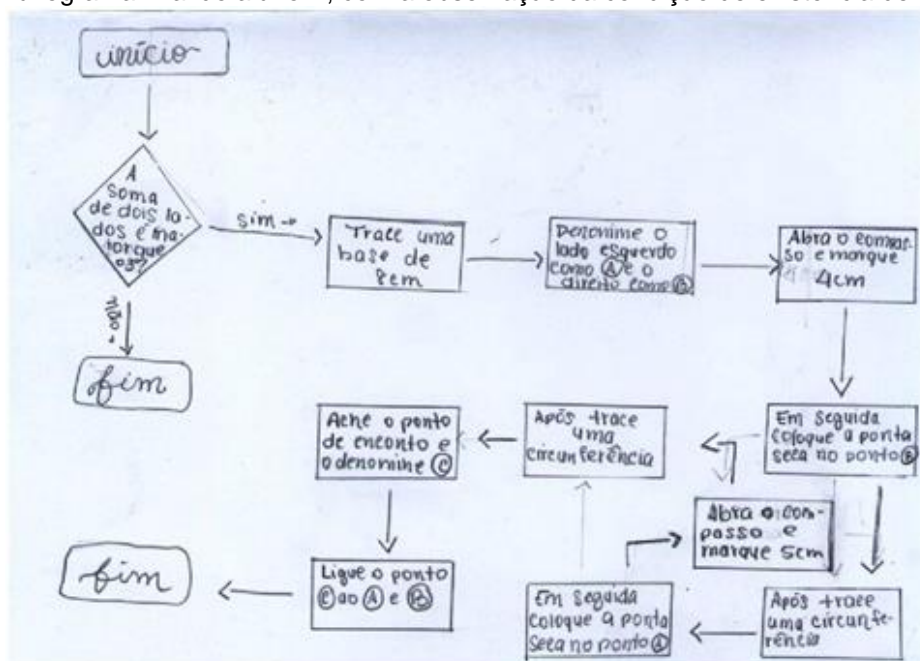 início
A
soma
de dois la-
dos é ma-
ior que
o 3?
sim
não
fim
Trace uma
base de
8cm
Denomine o
lado esquerdo
como A e o
direito como B
Abra o compas-
so e marque
4cm
Em seguida
coloque a ponta
seca no ponto B
Após trace
uma circunfe-
rência
Em seguida
coloque a ponta
seca no ponto A
Abra o com-
passo e
marque 5cm
Após trace
uma
circunferência
Ache o ponto
de enconto e
o denomine C
Ligue o ponto
C ao A e B
fim